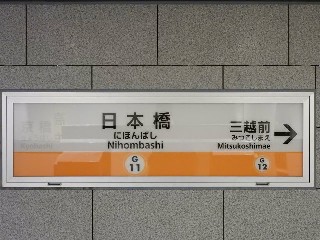 日本橋
にほんばし
Nihombashi
G
11
三越前
みつこしまえ
Mitsukoshimae
G
12